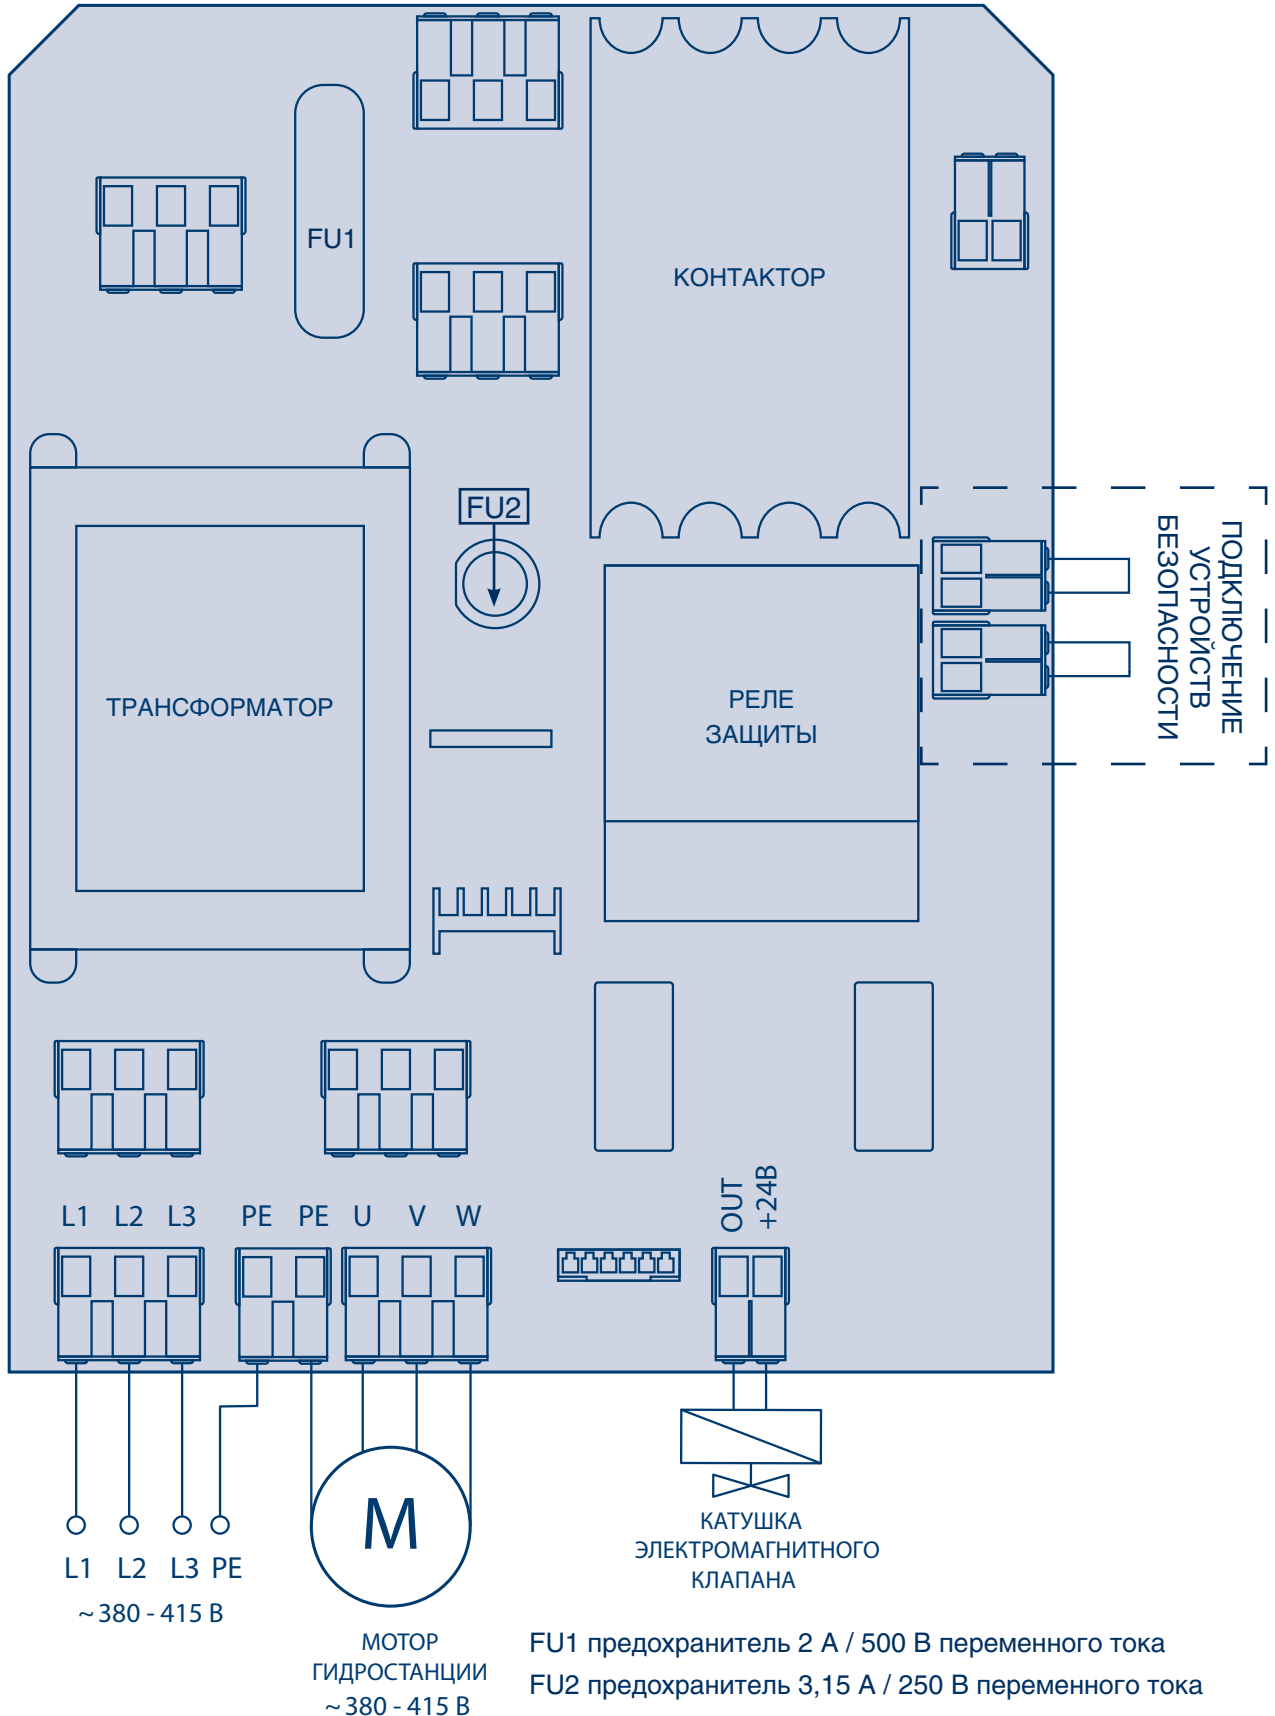 FU1
КОНТАКТОР
FU2
ПОДКЛЮЧЕНИЕ
УСТРОЙСТВ
БЕЗОПАСНОСТИ
ТРАНСФОРМАТОР
РЕЛЕ
ЗАЩИТЫ
L1 L2 L3 PE PE U V W
OUT
+24В
M
L1 L2 L3 PE
~ 380 - 415 В
МОТОР
ГИДРОСТАНЦИИ
~ 380 - 415 В
КАТУШКА
ЭЛЕКТРОМАГНИТНОГО
КЛАПАНА
FU1 предохранитель 2 А / 500 В переменного тока
FU2 предохранитель 3,15 А / 250 В переменного тока